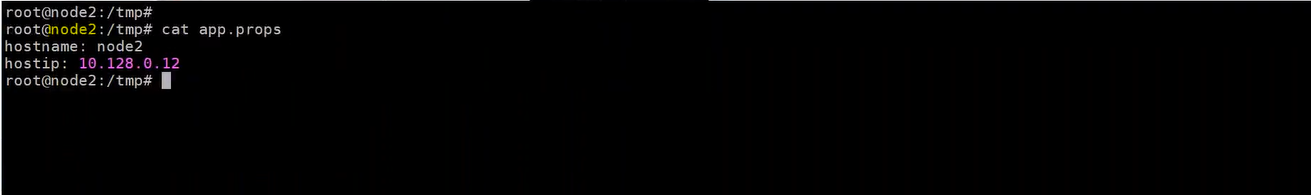 root@node2:/tmp#
root@node2:/tmp# cat app.props
hostname: node2
hostip: 10.128.0.12
root@node2:/tmp#